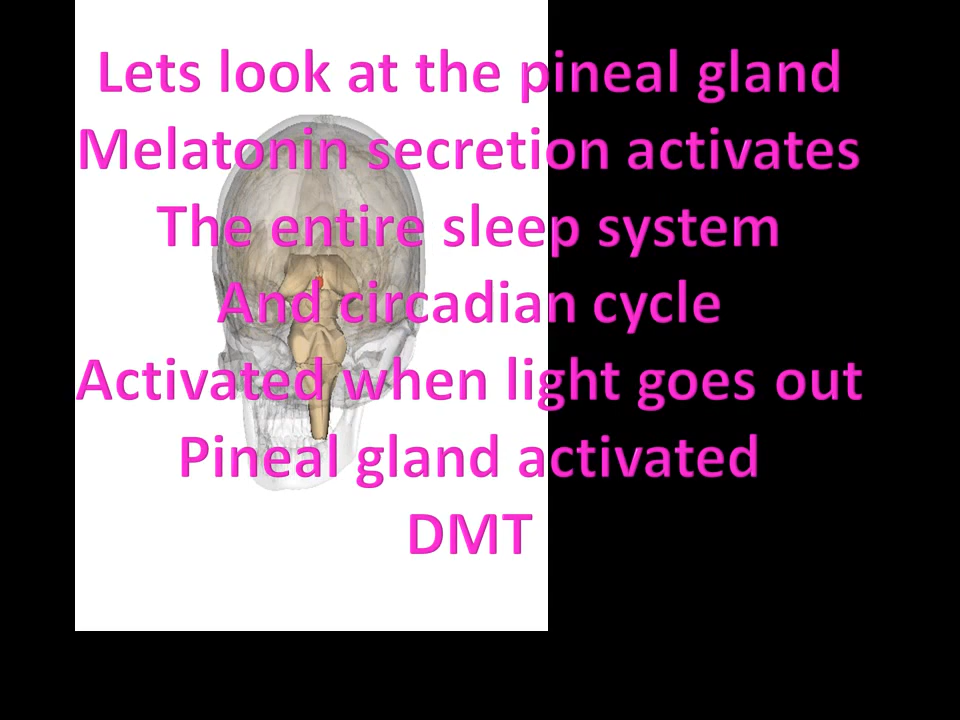 Lets look at the pineal gland
Melatonin secretion activates
The entire sleep system
And circadian cycle
Activated when light goes out
Pineal gland activated
DMT